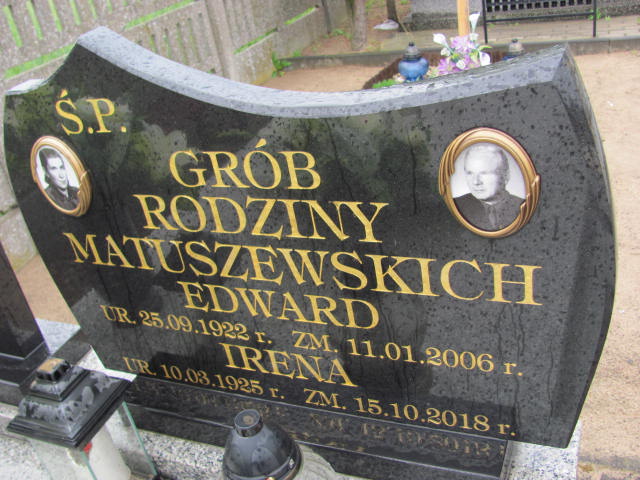 Ś.P.
GRÓB
RODZINY
MATUSZEWSKICH
EDWARD
UR. 25.09.1922 r. ZM. 11.01.2006 r.
IRENA
UR. 10.03.1925 r. ZM. 15.10.2018 r.